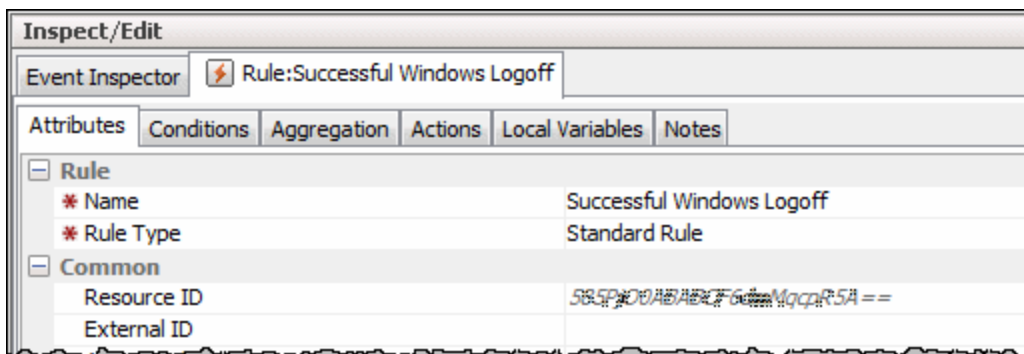 Inspect/Edit
Event Inspector Rule:Successful Windows Logoff
Attributes Conditions Aggregation Actions Local Variables Notes
Rule
* Name Successful Windows Logoff
* Rule Type Standard Rule
Common
Resource ID
External ID